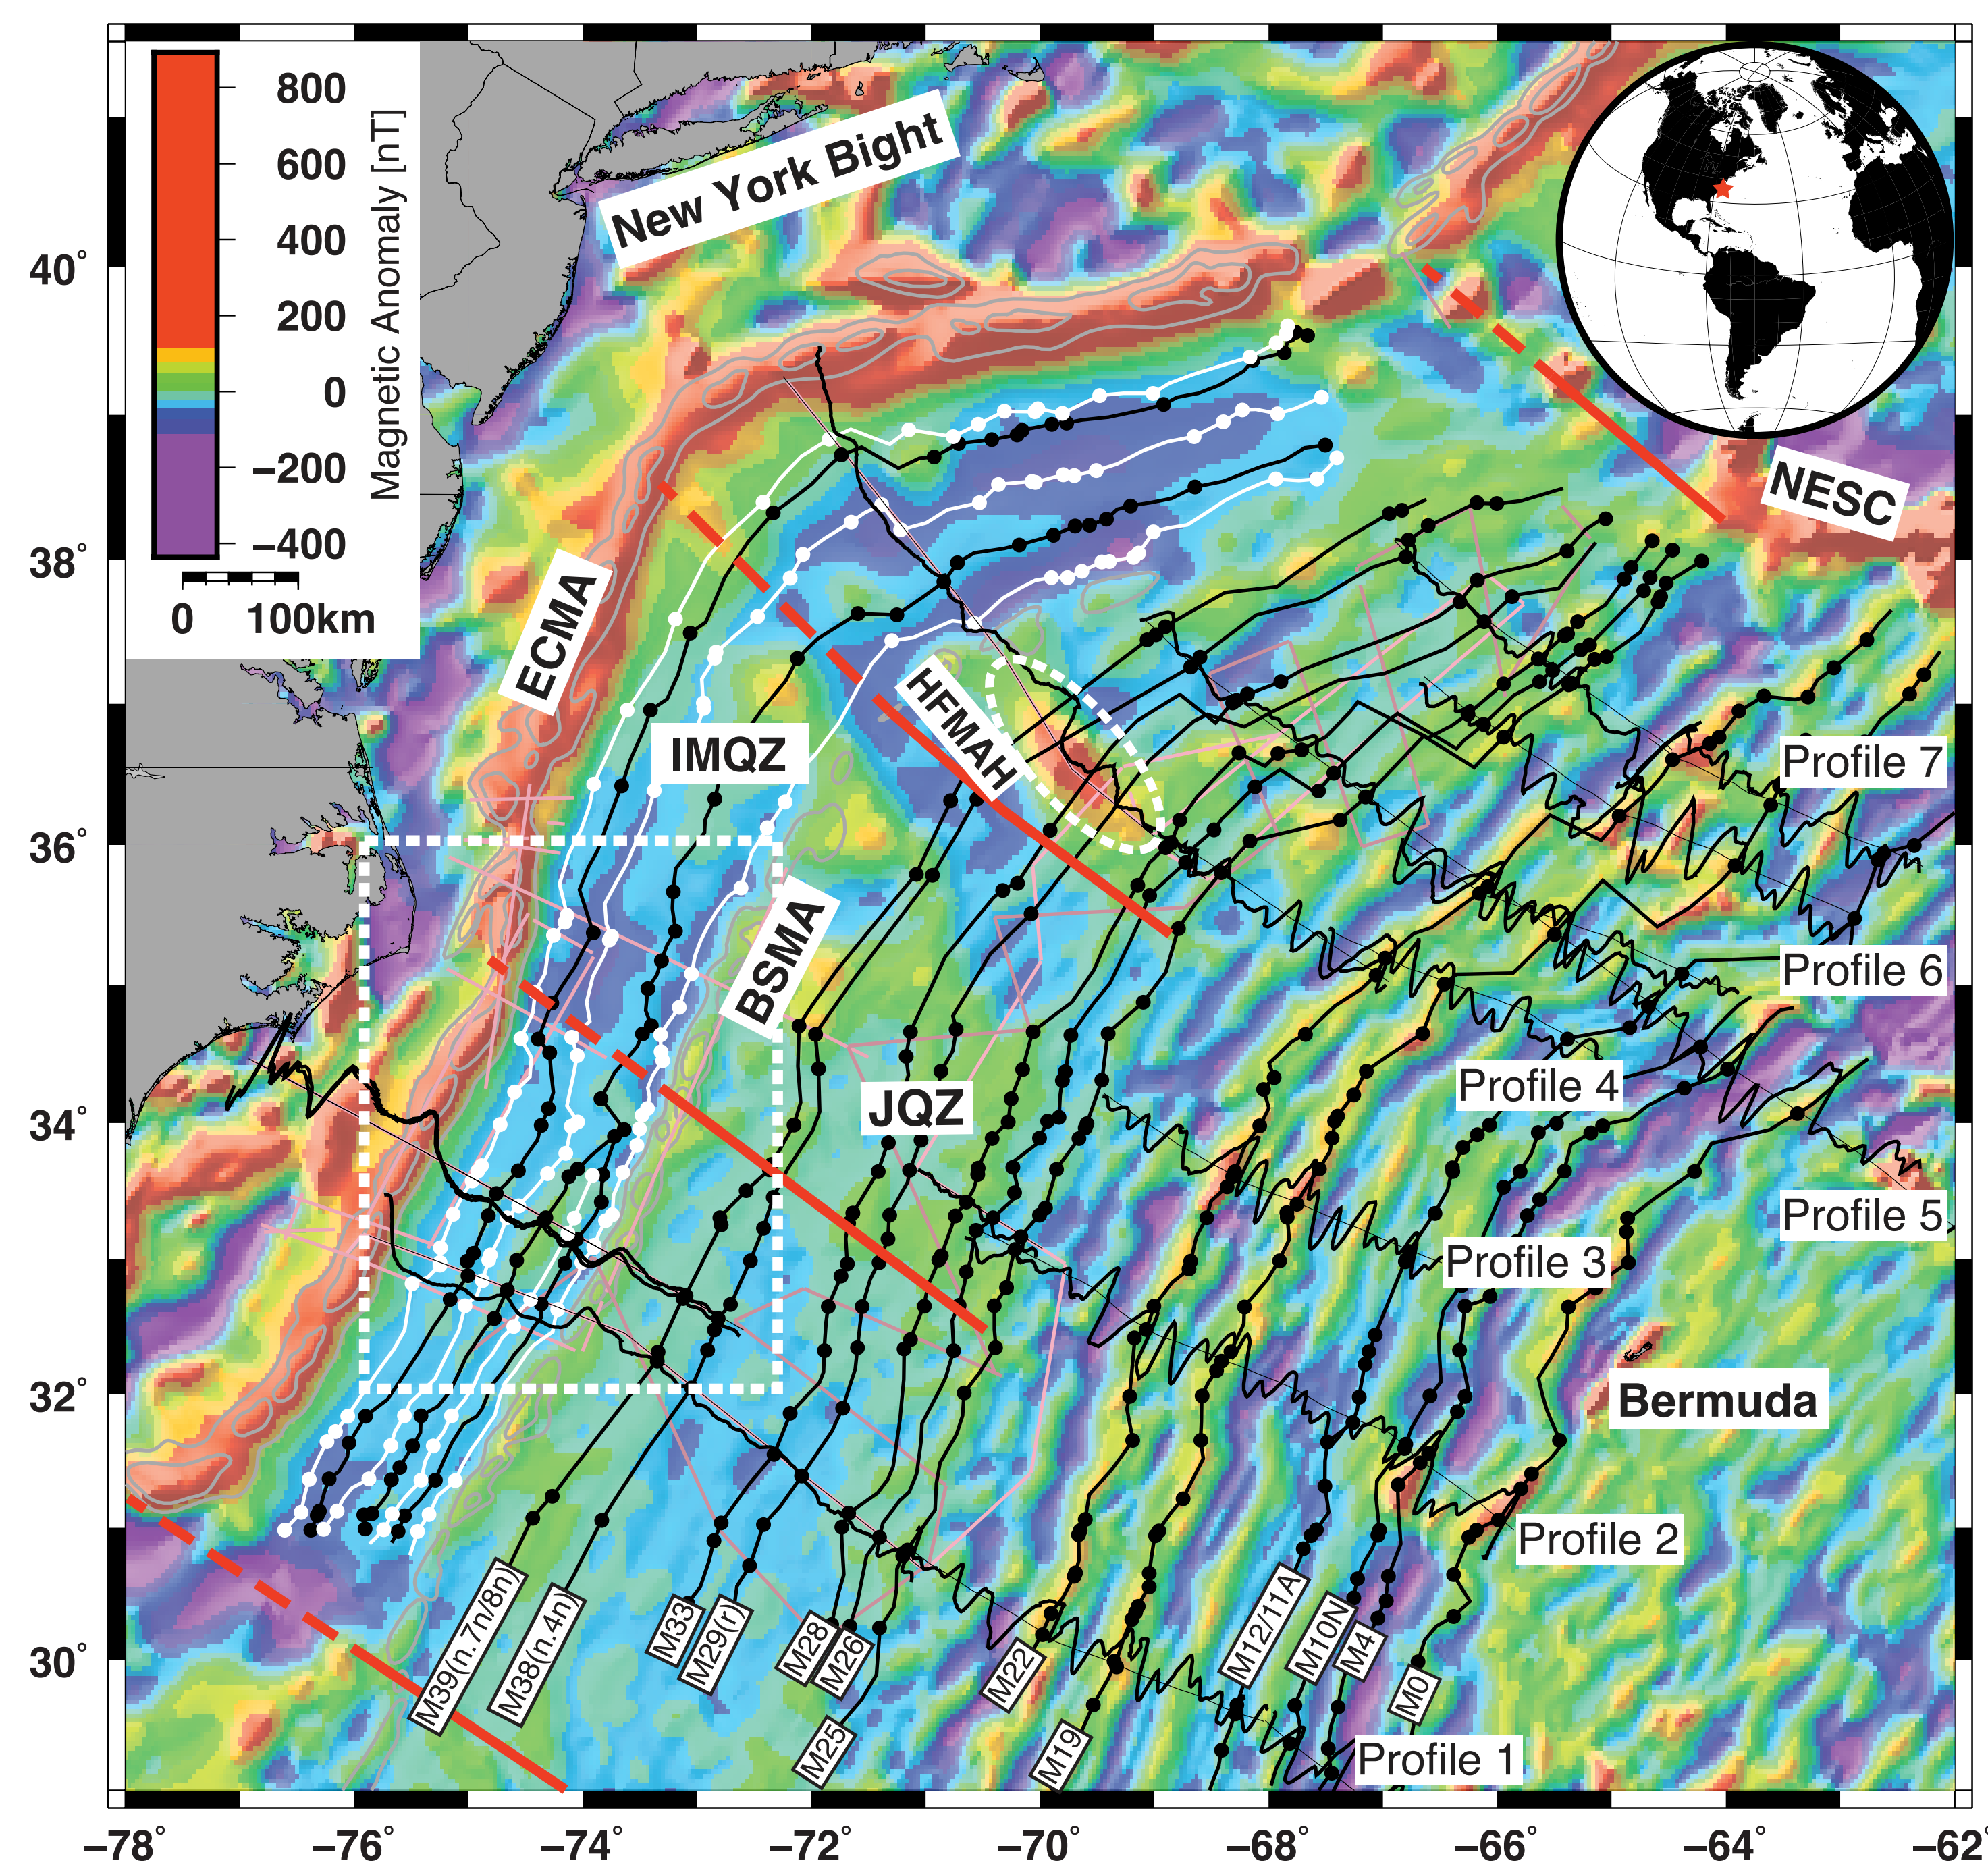 800
600
400
200
0
−200
−400
Magnetic Anomaly [nT]
0 100km
New York Bight
NESC
ECMA
IMQZ
HFMAH
BSMA
JQZ
Bermuda
Profile 7
Profile 6
Profile 5
Profile 4
Profile 3
Profile 2
Profile 1
M39(n.7n/8n)
M38(n.4n)
M33
M29(r)
M28
M26
M25
M22
M19
M12/11A
M10N
M4
M0
40°
38°
36°
34°
32°
30°
−78° −76° −74° −72° −70° −68° −66° −64° −62°